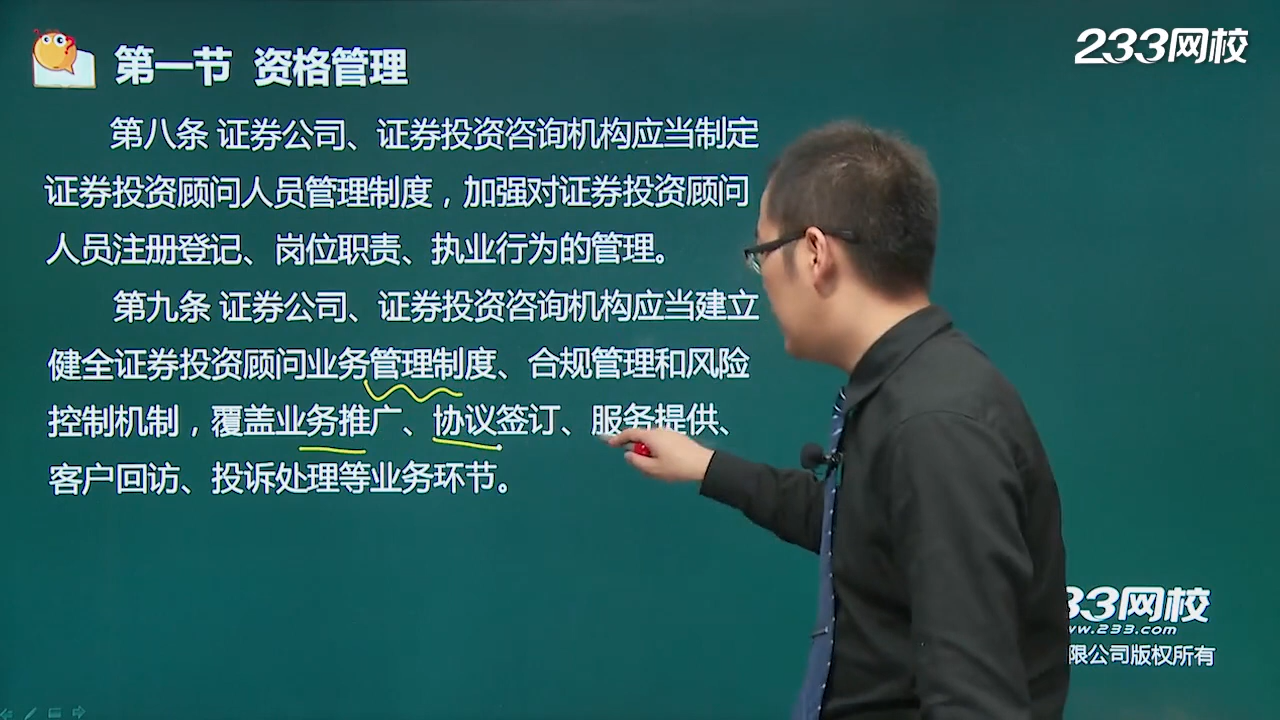 233网校
第一节 资格管理
第八条 证券公司、证券投资咨询机构应当制定
证券投资顾问人员管理制度，加强对证券投资顾问
人员注册登记、岗位职责、执业行为的管理。
第九条 证券公司、证券投资咨询机构应当建立
健全证券投资顾问业务管理制度、合规管理和风险
控制机制，覆盖业务推广、协议签订、服务提供、
客户回访、投诉处理等业务环节。
33网校
ww.233.com
限公司版权所有